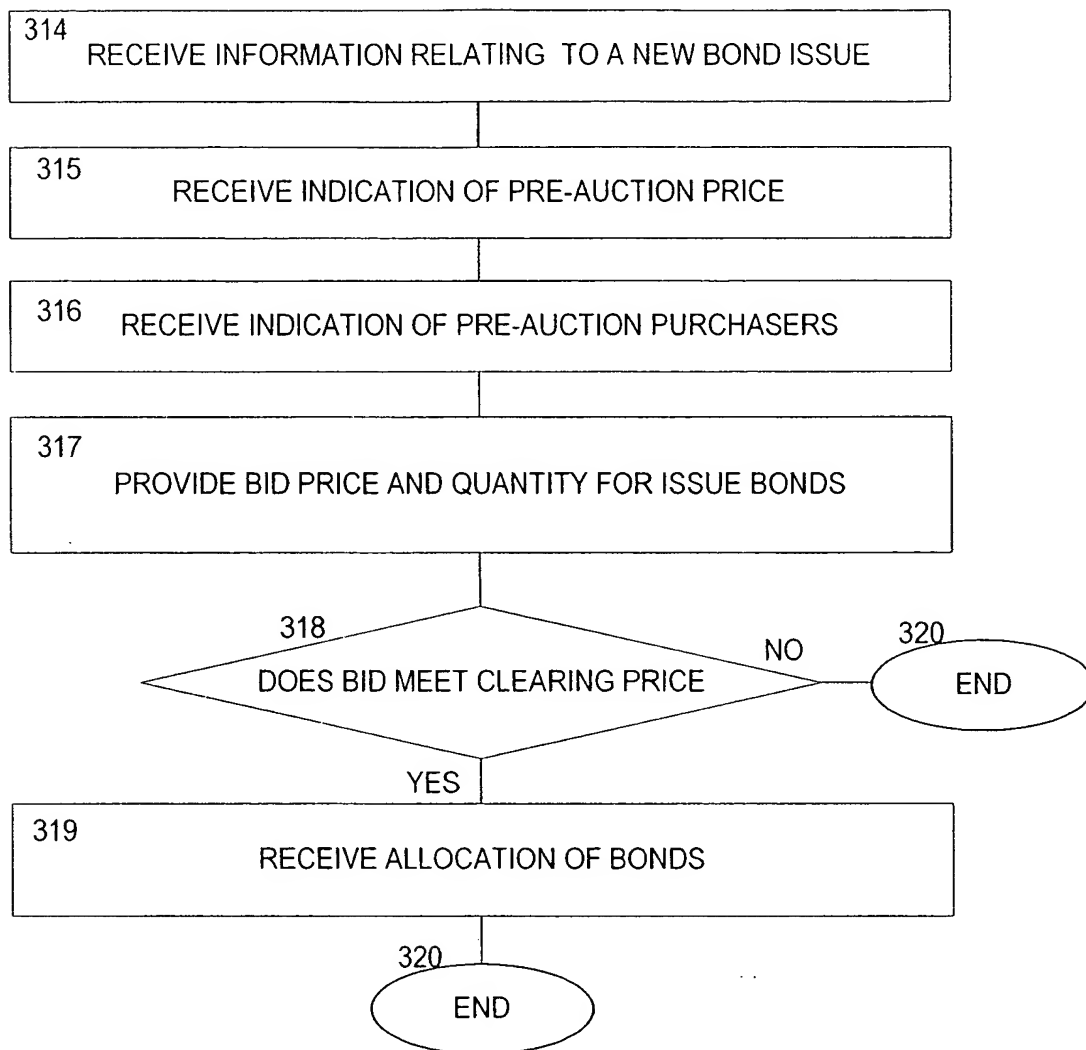 314
RECEIVE INFORMATION RELATING TO A NEW BOND ISSUE
315
RECEIVE INDICATION OF PRE-AUCTION PRICE
316
RECEIVE INDICATION OF PRE-AUCTION PURCHASERS
317
PROVIDE BID PRICE AND QUANTITY FOR ISSUE BONDS
318
DOES BID MEET CLEARING PRICE
NO
320
END
YES
319
RECEIVE ALLOCATION OF BONDS
320
END